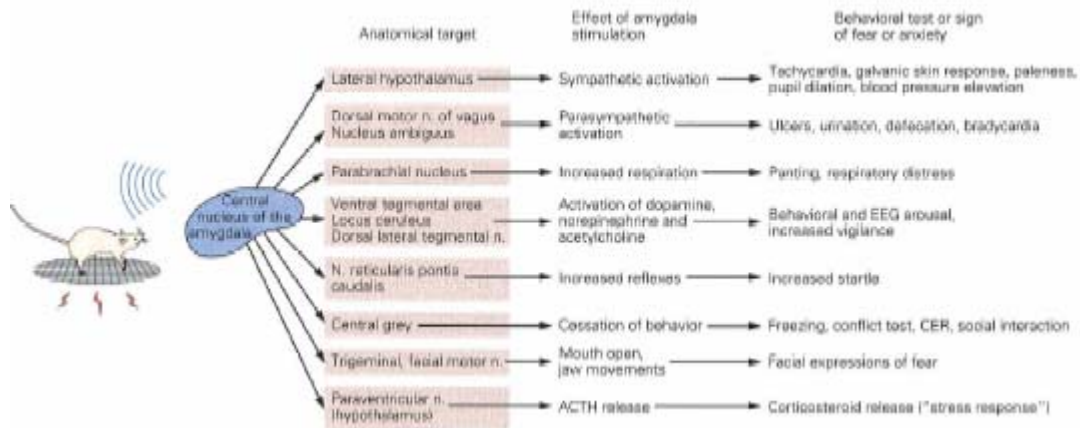 Anatomical target
Effect of amygdala
stimulation
Behavioral test or sign
of fear or anxiety
Lateral hypothalamus
Sympathetic activation
Tachycardia, galvanic skin response, paleness,
pupil dilation, blood pressure elevation
Dorsal motor n. of vagus
Nucleus ambiguus
Parasympathetic
activation
Ulcers, urination, defecation, bradycardia
Parabrachial nucleus
Increased respiration
Panting, respiratory distress
Central
nucleus of the
amygdala
Ventral tegmental area
Locus ceruleus
Dorsal lateral tegmental n.
Activation of dopamine,
norepinephrine and
acetylcholine
Behavioral and EEG arousal,
increased vigilance
N. reticularis pontis
caudalis
Increased reflexes
Increased startle
Central grey
Cessation of behavior
Freezing, conflict test, CER, social interaction
Trigeminal, facial motor n.
Mouth open,
jaw movements
Facial expressions of fear
Paraventricular n.
(hypothalamus)
ACTH release
Corticosteroid release ("stress response")